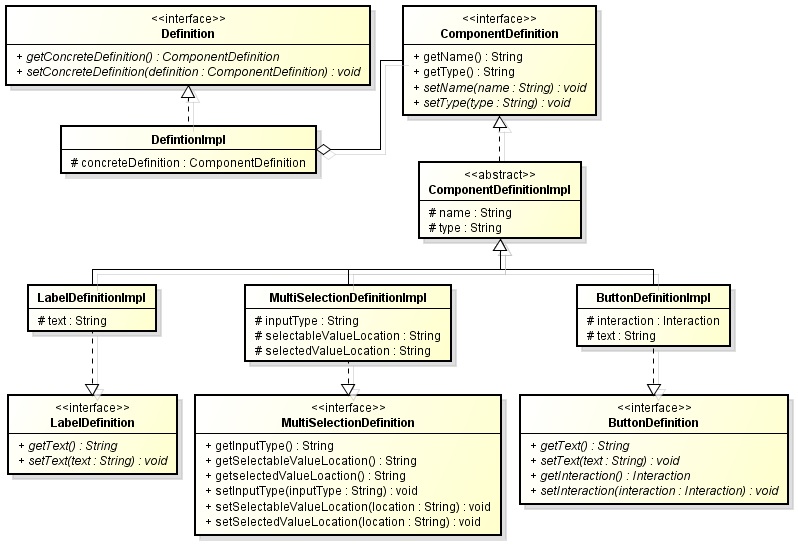 <<interface>>
Definition
+ getConcreteDefinition() : ComponentDefinition
+ setConcreteDefinition(definition : ComponentDefinition) : void
<<interface>>
ComponentDefinition
+ getName() : String
+ getType() : String
+ setName(name : String) : void
+ setType(type : String) : void
DefintionImpl
# concreteDefinition : ComponentDefinition
<<abstract>>
ComponentDefinitionImpl
# name : String
# type : String
LabelDefinitionImpl
# text : String
MultiSelectionDefinitionImpl
# inputType : String
# selectableValueLocation : String
# selectedValueLocation : String
ButtonDefinitionImpl
# interaction : Interaction
# text : String
<<interface>>
LabelDefinition
+ getText() : String
+ setText(text : String) : void
<<interface>>
MultiSelectionDefinition
+ getInputType() : String
+ getSelectableValueLocation() : String
+ getselectedValueLoaction() : String
+ setInputType(inputType : String) : void
+ setSelectableValueLocation(location : String) : void
+ setSelectedValueLocation(location : String) : void
<<interface>>
ButtonDefinition
+ getText() : String
+ setText(text : String) : void
+ getInteraction() : Interaction
+ setInteraction(interaction : Interaction) : void